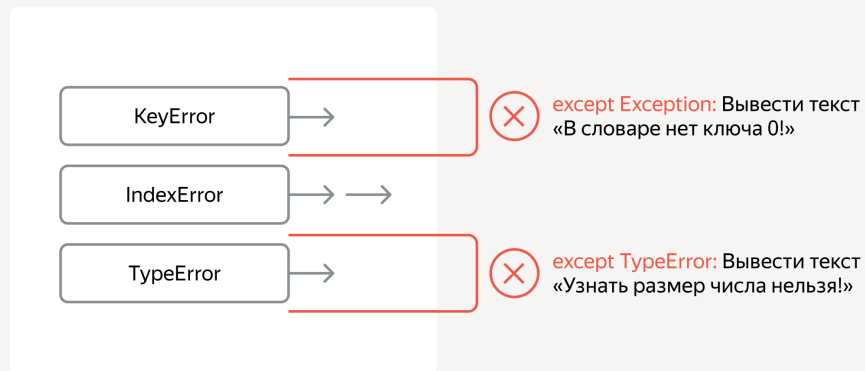 KeyError
except Exception: Вывести текст
«В словаре нет ключа 0!»
IndexError
TypeError
except TypeError: Вывести текст
«Узнать размер числа нельзя!»